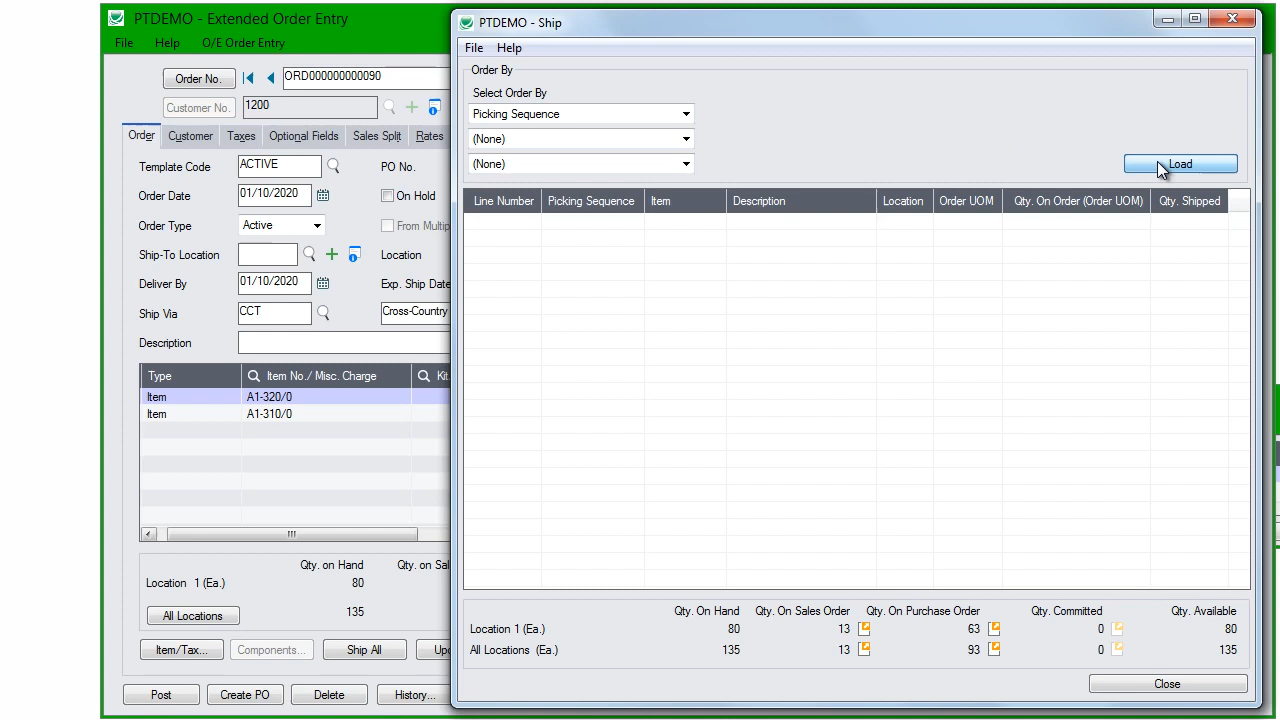 PTDEMO - Extended Order Entry
File Help O/E Order Entry
Order No. ORD000000000090
Customer No. 1200
Order Customer Taxes Optional Fields Sales Split Rates
Template Code ACTIVE PO No.
Order Date 01/10/2020 On Hold
Order Type Active From Multip
Ship-To Location Location
Deliver By 01/10/2020 Exp. Ship Date
Ship Via CCT Cross-Country
Description
Type Item No./ Misc. Charge Kit
Item A1-320/0
Item A1-310/0
Qty. on Hand Qty. on Sal
Location 1 (Ea.) 80
All Locations 135
Item/Tax... Components... Ship All Upd
Post Create PO Delete History...
PTDEMO - Ship
File Help
Order By
Select Order By
Picking Sequence
(None)
(None) Load
Line Number Picking Sequence Item Description Location Order UOM Qty. On Order (Order UOM) Qty. Shipped
Qty. On Hand Qty. On Sales Order Qty. On Purchase Order Qty. Committed Qty. Available
Location 1 (Ea.) 80 13 63 0 80
All Locations (Ea.) 135 13 93 0 135
Close